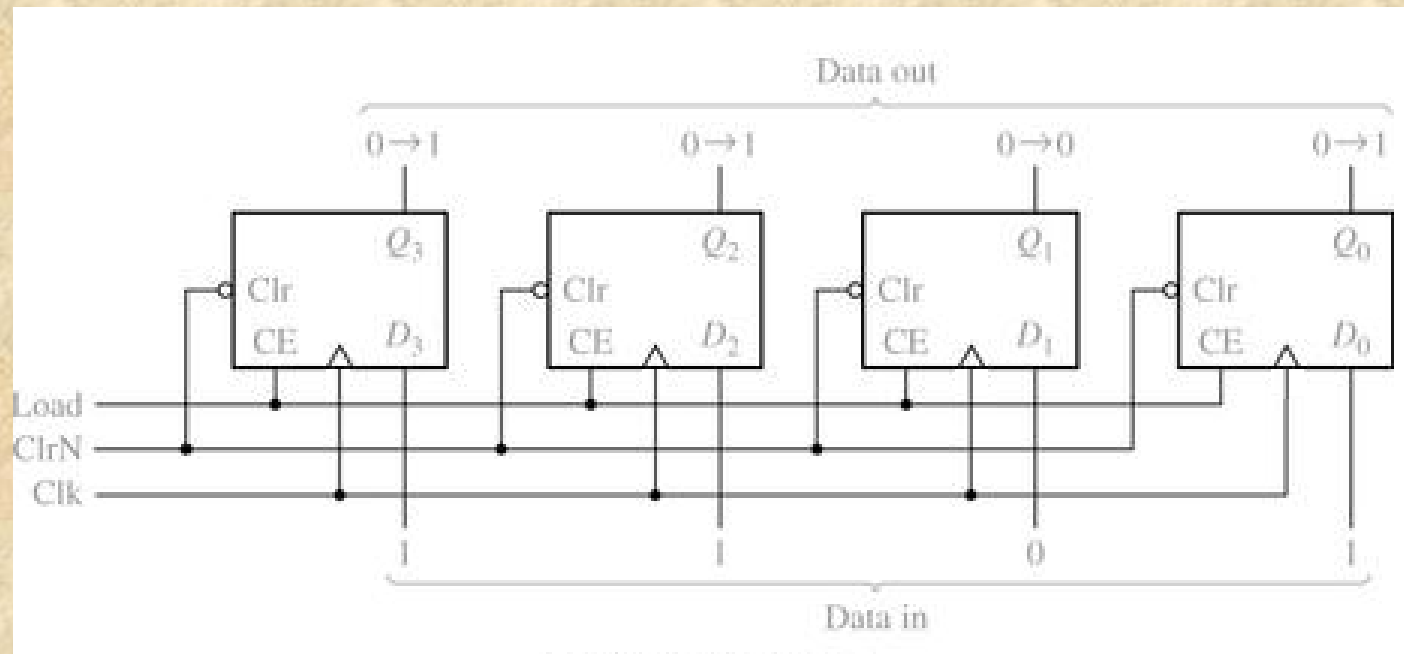 Data out
0→1 0→1 0→0 0→1
Q3 Q2 Q1 Q0
Clr Clr Clr Clr
CE D3 CE D2 CE D1 CE D0
Load
ClrN
Clk
1 1 0 1
Data in